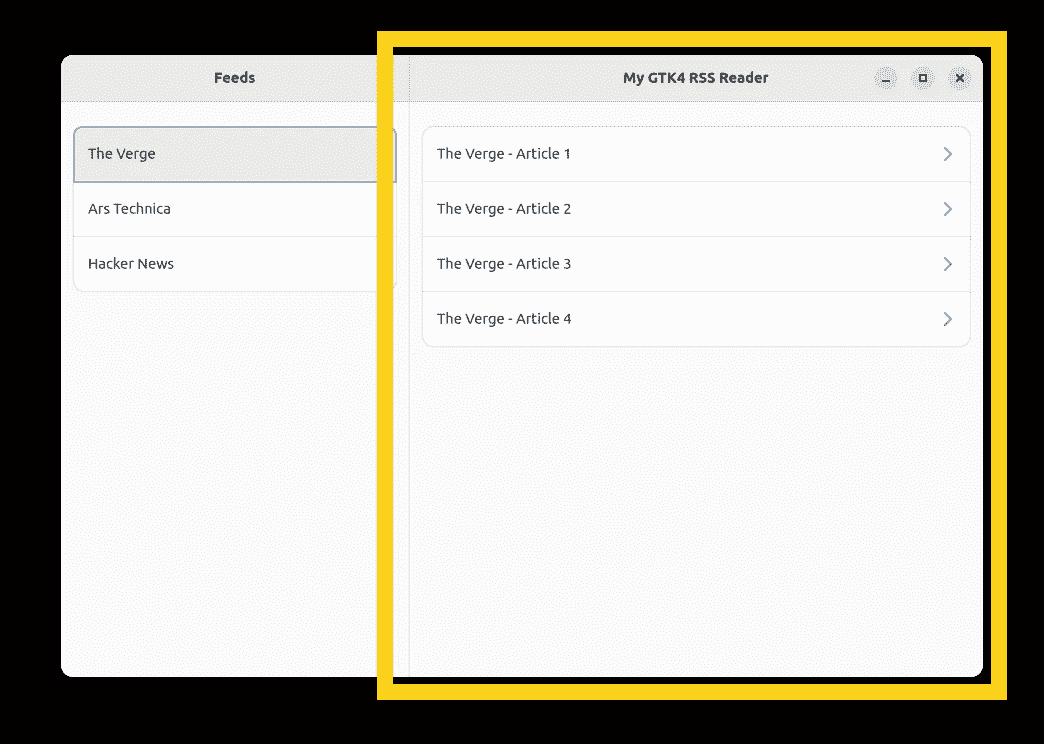 Feeds
My GTK4 RSS Reader
The Verge
Ars Technica
Hacker News
The Verge - Article 1
The Verge - Article 2
The Verge - Article 3
The Verge - Article 4